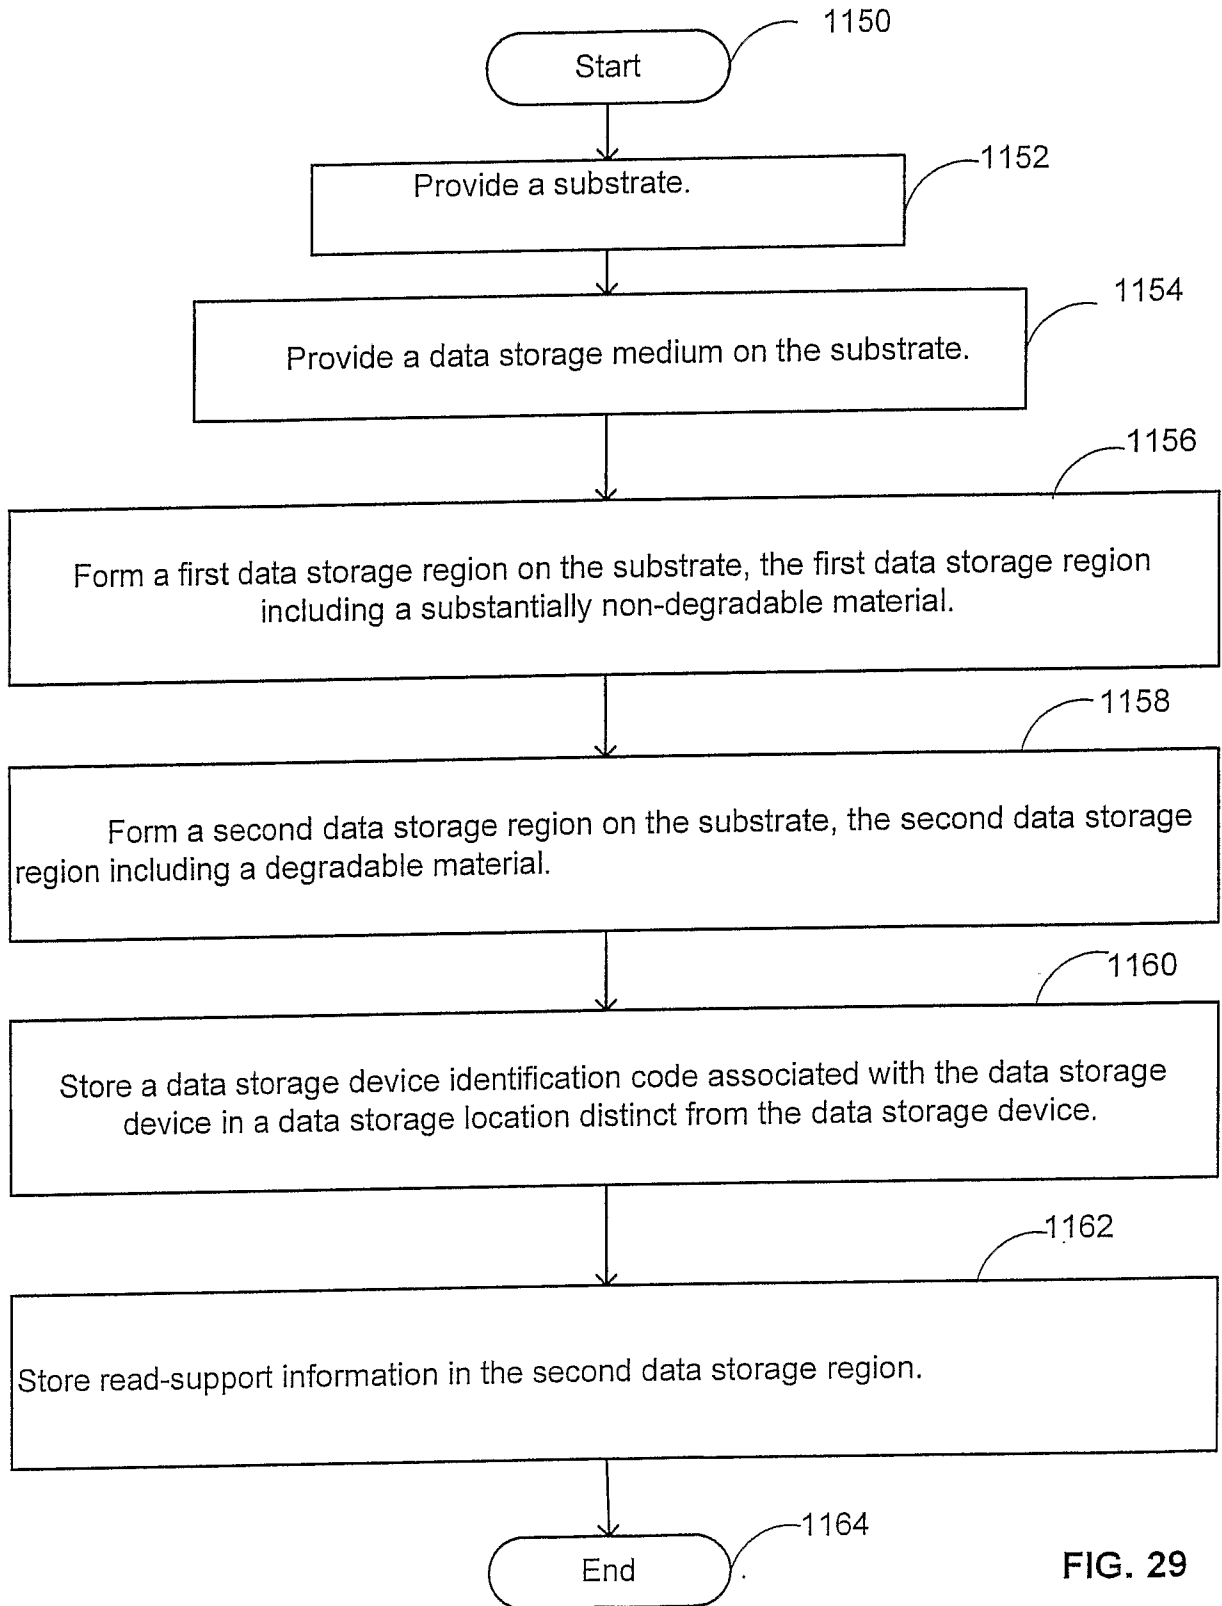 1150
Start
1152
Provide a substrate.
1154
Provide a data storage medium on the substrate.
1156
Form a first data storage region on the substrate, the first data storage region
including a substantially non-degradable material.
1158
Form a second data storage region on the substrate, the second data storage
region including a degradable material.
1160
Store a data storage device identification code associated with the data storage
device in a data storage location distinct from the data storage device.
1162
Store read-support information in the second data storage region.
1164
End
FIG. 29